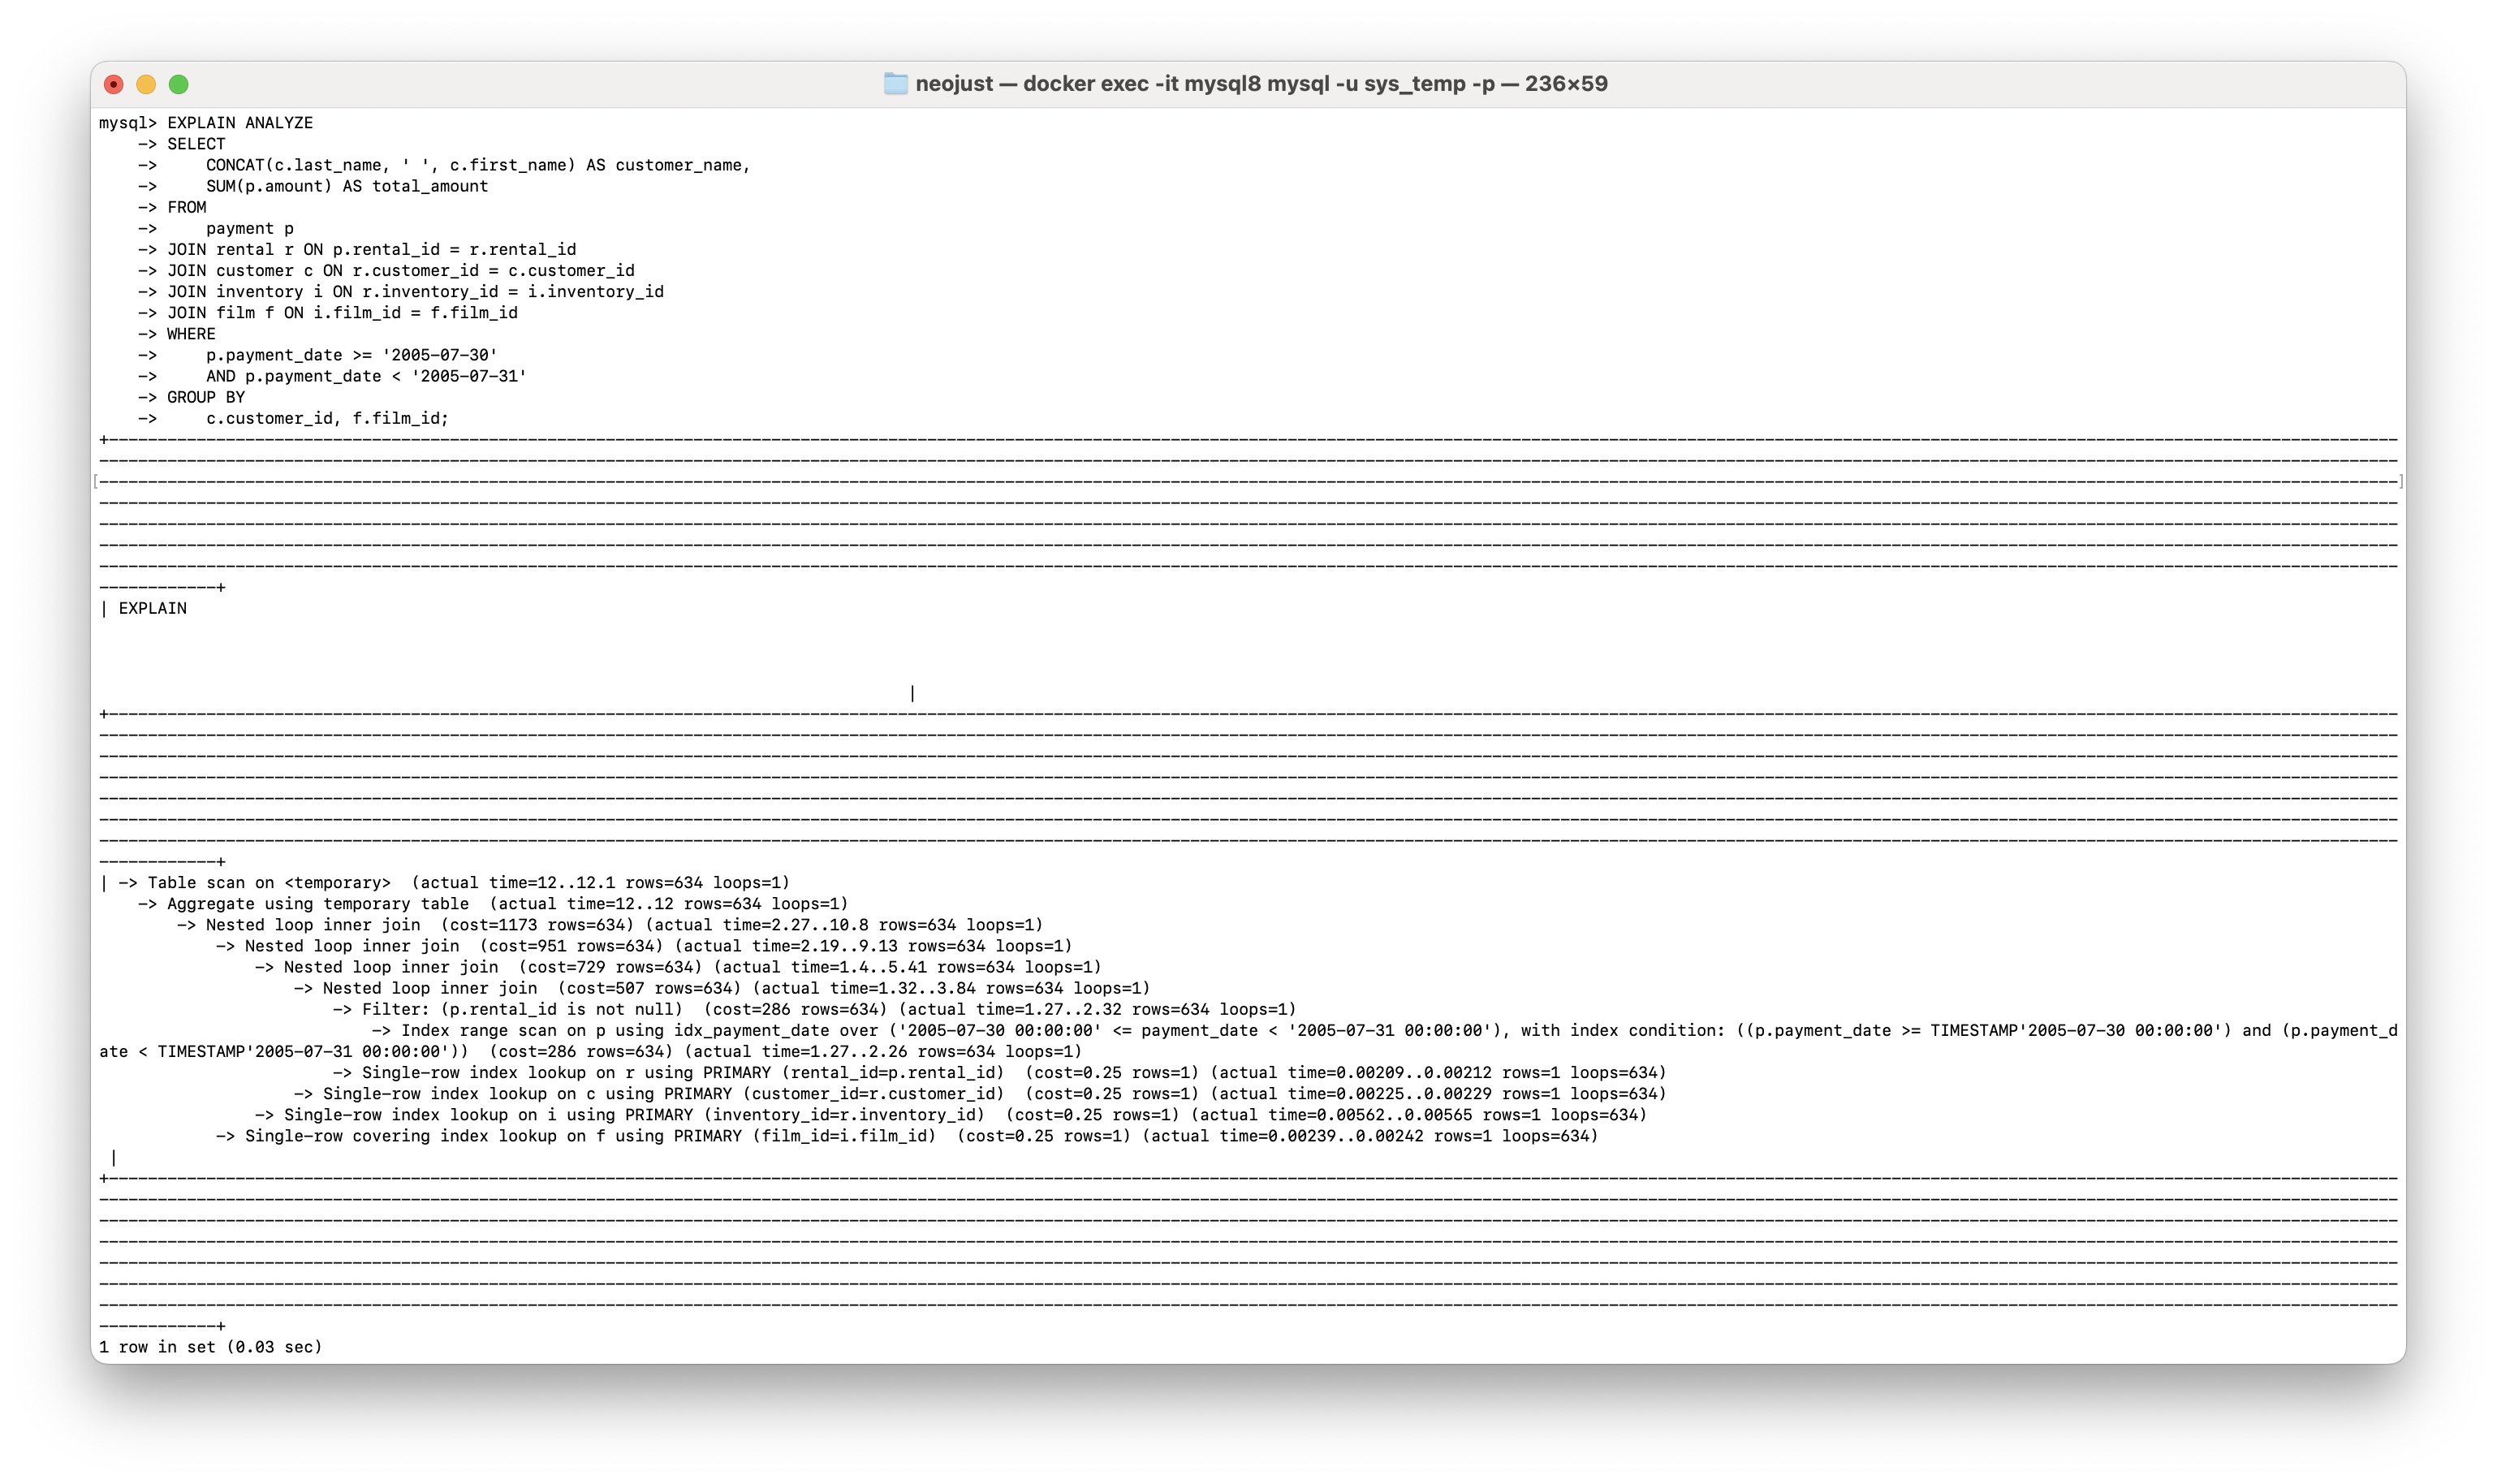 neojust — docker exec -it mysql8 mysql -u sys_temp -p — 236×59
mysql> EXPLAIN ANALYZE
    -> SELECT
    ->     CONCAT(c.last_name, ' ', c.first_name) AS customer_name,
    ->     SUM(p.amount) AS total_amount
    -> FROM
    ->     payment p
    -> JOIN rental r ON p.rental_id = r.rental_id
    -> JOIN customer c ON r.customer_id = c.customer_id
    -> JOIN inventory i ON r.inventory_id = i.inventory_id
    -> JOIN film f ON i.film_id = f.film_id
    -> WHERE
    ->     p.payment_date >= '2005-07-30'
    ->     AND p.payment_date < '2005-07-31'
    -> GROUP BY
    ->     c.customer_id, f.film_id;
| EXPLAIN
|
| -> Table scan on <temporary>  (actual time=12..12.1 rows=634 loops=1)
    -> Aggregate using temporary table  (actual time=12..12 rows=634 loops=1)
        -> Nested loop inner join  (cost=1173 rows=634) (actual time=2.27..10.8 rows=634 loops=1)
            -> Nested loop inner join  (cost=951 rows=634) (actual time=2.19..9.13 rows=634 loops=1)
                -> Nested loop inner join  (cost=729 rows=634) (actual time=1.4..5.41 rows=634 loops=1)
                    -> Nested loop inner join  (cost=507 rows=634) (actual time=1.32..3.84 rows=634 loops=1)
                        -> Filter: (p.rental_id is not null)  (cost=286 rows=634) (actual time=1.27..2.32 rows=634 loops=1)
                            -> Index range scan on p using idx_payment_date over ('2005-07-30 00:00:00' <= payment_date < '2005-07-31 00:00:00'), with index condition: ((p.payment_date >= TIMESTAMP'2005-07-30 00:00:00') and (p.payment_d
ate < TIMESTAMP'2005-07-31 00:00:00'))  (cost=286 rows=634) (actual time=1.27..2.26 rows=634 loops=1)
                        -> Single-row index lookup on r using PRIMARY (rental_id=p.rental_id)  (cost=0.25 rows=1) (actual time=0.00209..0.00212 rows=1 loops=634)
                    -> Single-row index lookup on c using PRIMARY (customer_id=r.customer_id)  (cost=0.25 rows=1) (actual time=0.00225..0.00229 rows=1 loops=634)
                -> Single-row index lookup on i using PRIMARY (inventory_id=r.inventory_id)  (cost=0.25 rows=1) (actual time=0.00562..0.00565 rows=1 loops=634)
            -> Single-row covering index lookup on f using PRIMARY (film_id=i.film_id)  (cost=0.25 rows=1) (actual time=0.00239..0.00242 rows=1 loops=634)
 |
1 row in set (0.03 sec)